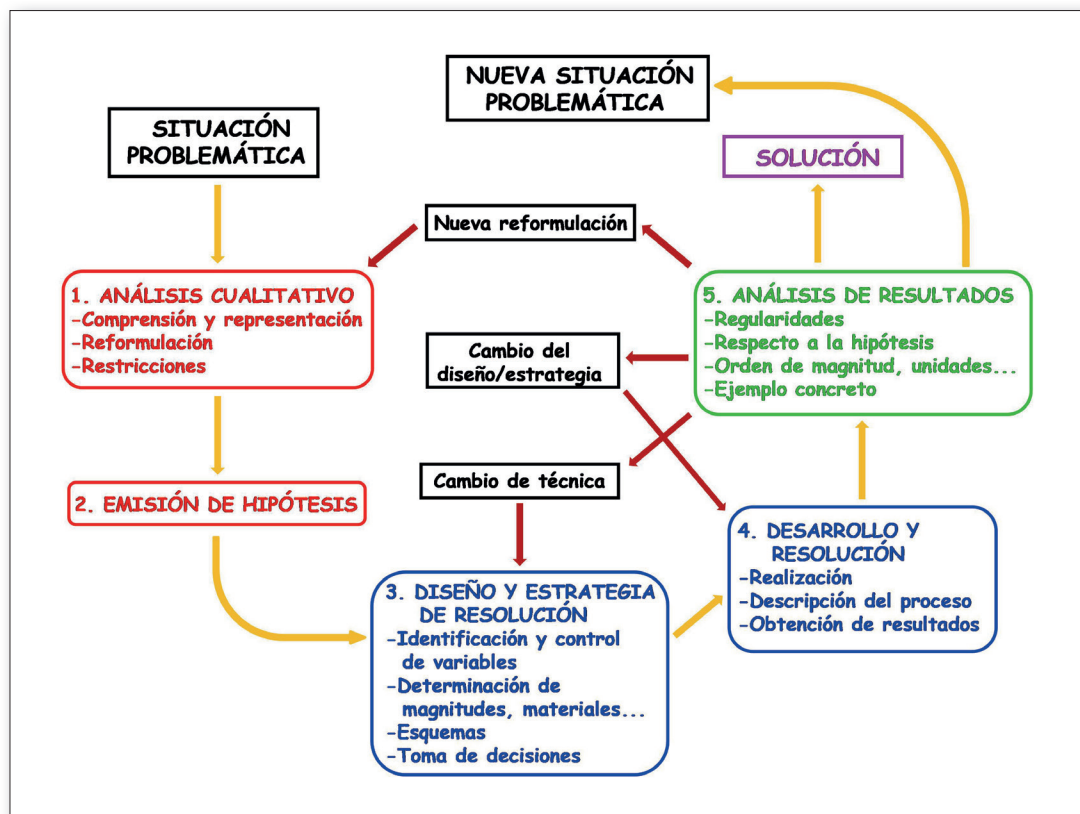 NUEVA SITUACIÓN
PROBLEMÁTICA
SITUACIÓN
PROBLEMÁTICA
SOLUCIÓN
Nueva reformulación
1. ANÁLISIS CUALITATIVO
-Comprensión y representación
-Reformulación
-Restricciones
5. ANÁLISIS DE RESULTADOS
-Regularidades
-Respecto a la hipótesis
-Orden de magnitud, unidades...
-Ejemplo concreto
Cambio del
diseño/estrategia
Cambio de técnica
2. EMISIÓN DE HIPÓTESIS
4. DESARROLLO Y
RESOLUCIÓN
-Realización
-Descripción del proceso
-Obtención de resultados
3. DISEÑO Y ESTRATEGIA
DE RESOLUCIÓN
-Identificación y control
de variables
-Determinación de
magnitudes, materiales...
-Esquemas
-Toma de decisiones